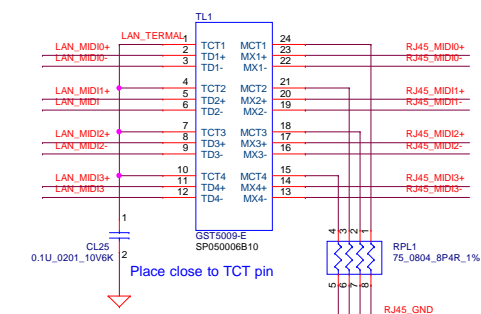 TL1
LAN_TERMAL 1 TCT1 MCT1 24
LAN_MIDI0+ 2 TD1+ MX1+ 23 RJ45_MIDI0+
LAN_MIDI0- 3 TD1- MX1- 22 RJ45_MIDI0-
4 TCT2 MCT2 21
LAN_MIDI1+ 5 TD2+ MX2+ 20 RJ45_MIDI1+
LAN_MIDI 6 TD2- MX2- 19 RJ45_MIDI1-
7 TCT3 MCT3 18
LAN_MIDI2+ 8 TD3+ MX3+ 17 RJ45_MIDI2+
LAN_MIDI2- 9 TD3- MX3- 16 RJ45_MIDI2-
10 TCT4 MCT4 15
LAN_MIDI3+ 11 TD4+ MX4+ 14 RJ45_MIDI3+
LAN_MIDI3- 12 TD4- MX4- 13 RJ45_MIDI3-
1
CL25
0.1U_0201_10V6K
2
GST5009-E
SP050006B10
Place close to TCT pin
4 3 2 1
RPL1
75_0804_8P4R_1%
5 6 7 8
RJ45_GND